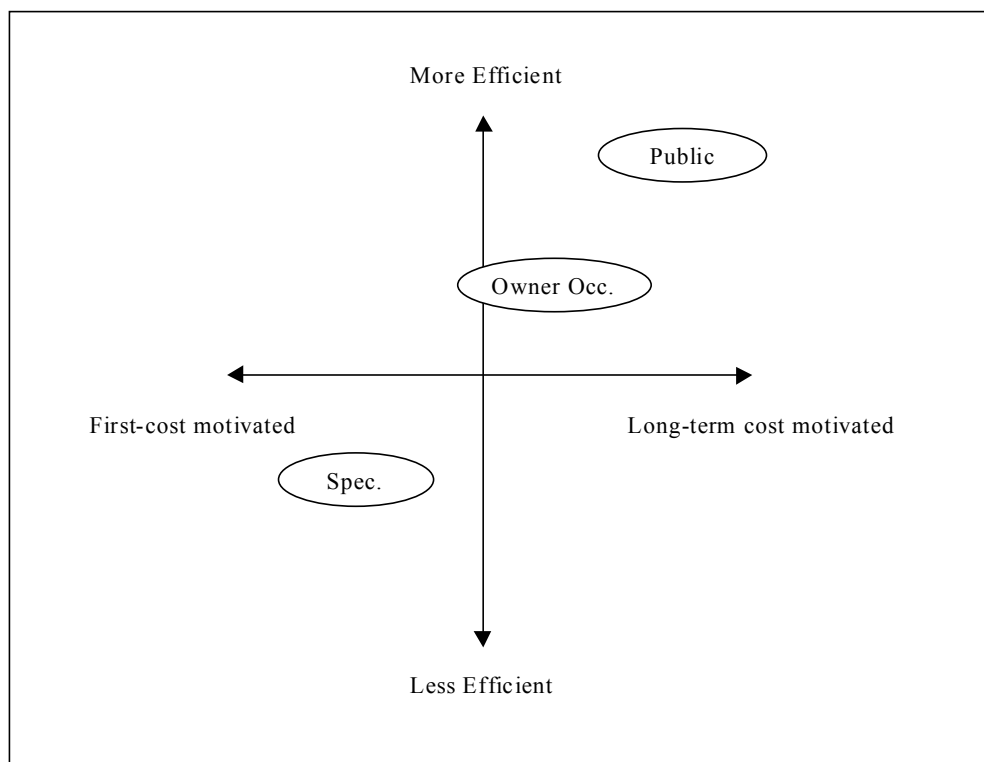 More Efficient
Public
Owner Occ.
First-cost motivated
Long-term cost motivated
Spec.
Less Efficient